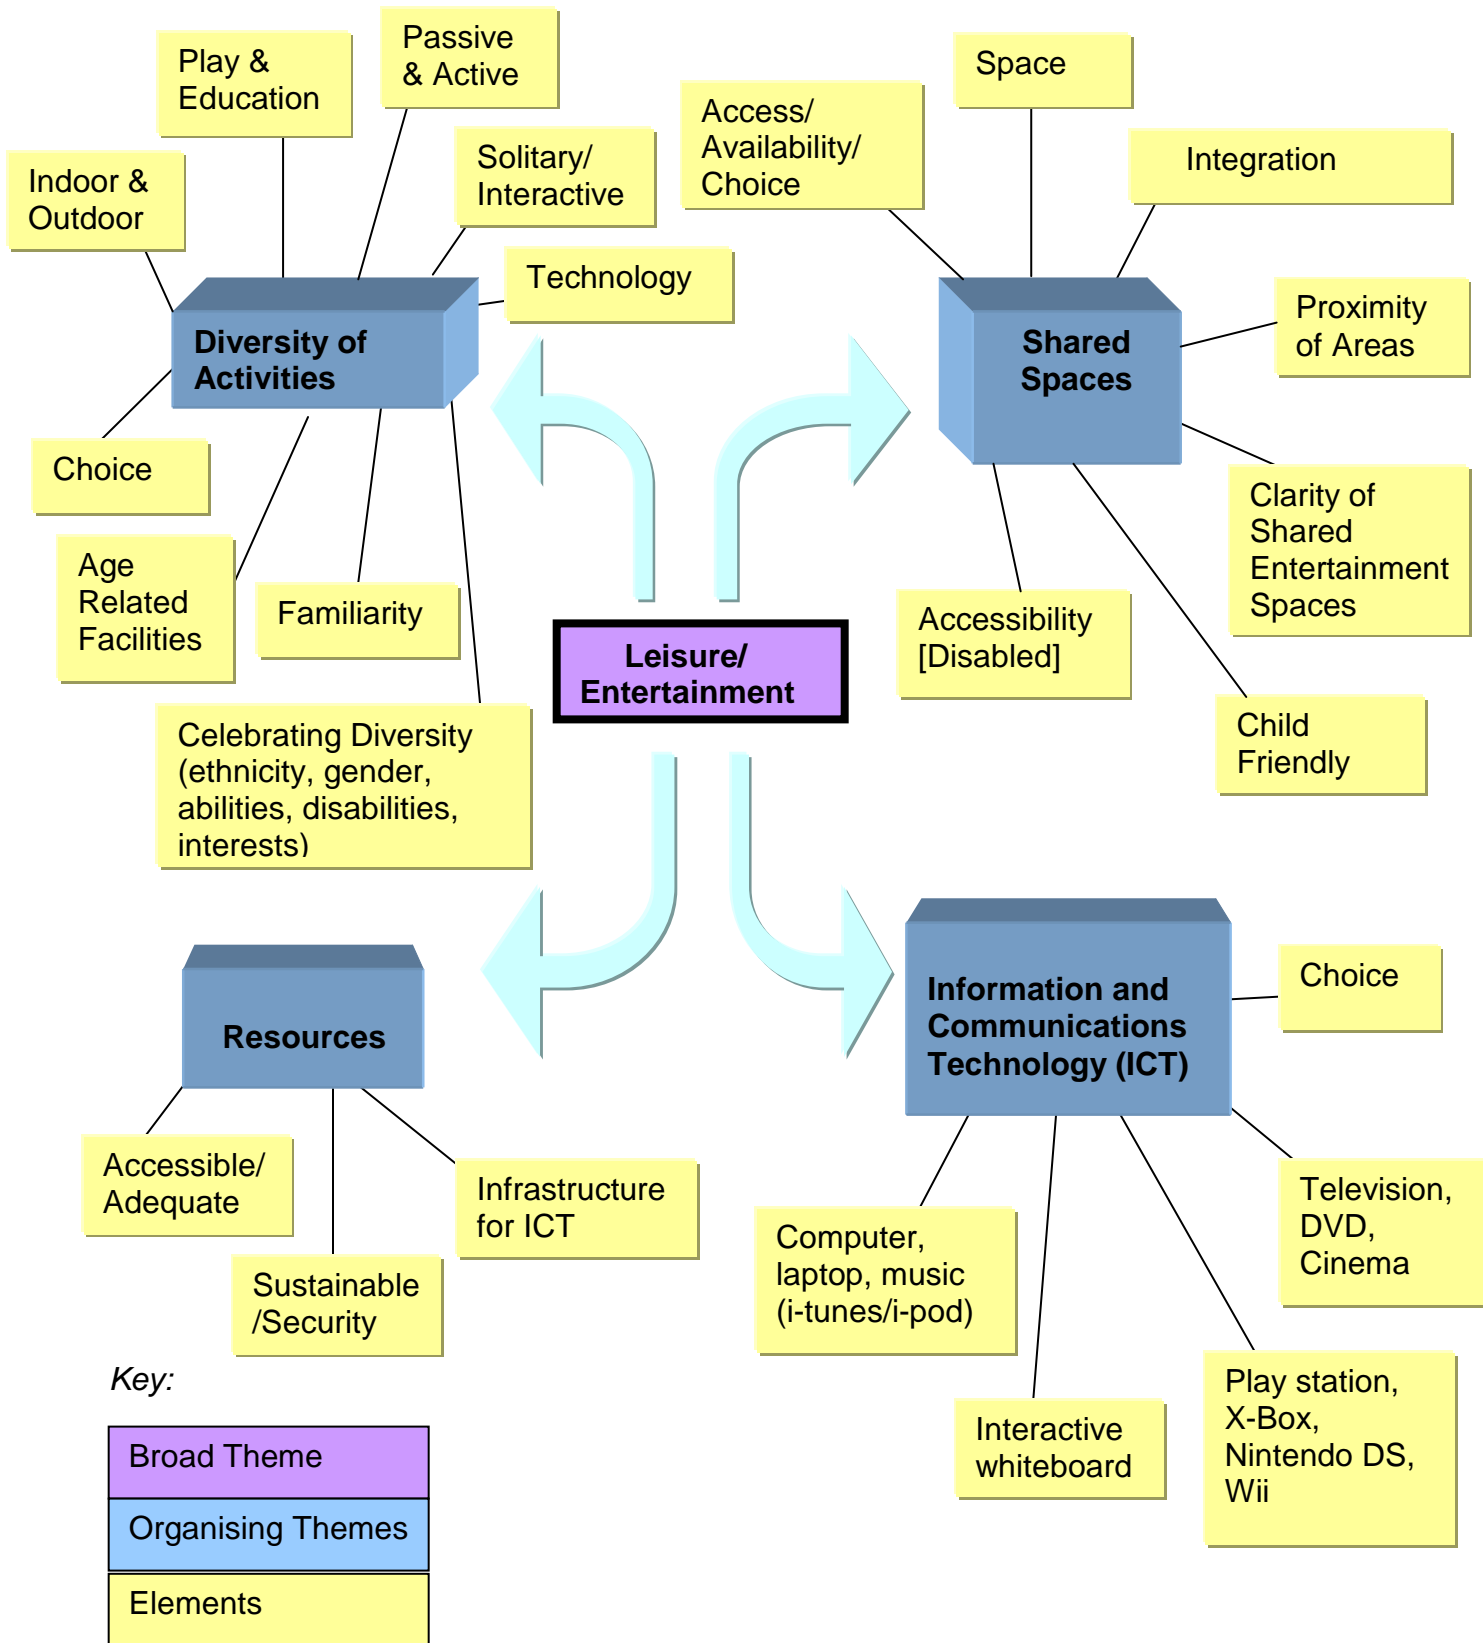 Play &
Education
Passive
& Active
Indoor &
Outdoor
Solitary/
Interactive
Technology
Diversity of
Activities
Choice
Age
Related
Facilities
Familiarity
Celebrating Diversity
(ethnicity, gender,
abilities, disabilities,
interests)
Access/
Availability/
Choice
Space
Integration
Proximity
of Areas
Shared
Spaces
Clarity of
Shared
Entertainment
Spaces
Accessibility
[Disabled]
Child
Friendly
Leisure/
Entertainment
Resources
Accessible/
Adequate
Sustainable
/Security
Infrastructure
for ICT
Information and
Communications
Technology (ICT)
Choice
Television,
DVD,
Cinema
Computer,
laptop, music
(i-tunes/i-pod)
Interactive
whiteboard
Play station,
X-Box,
Nintendo DS,
Wii
Key:
Broad Theme
Organising Themes
Elements